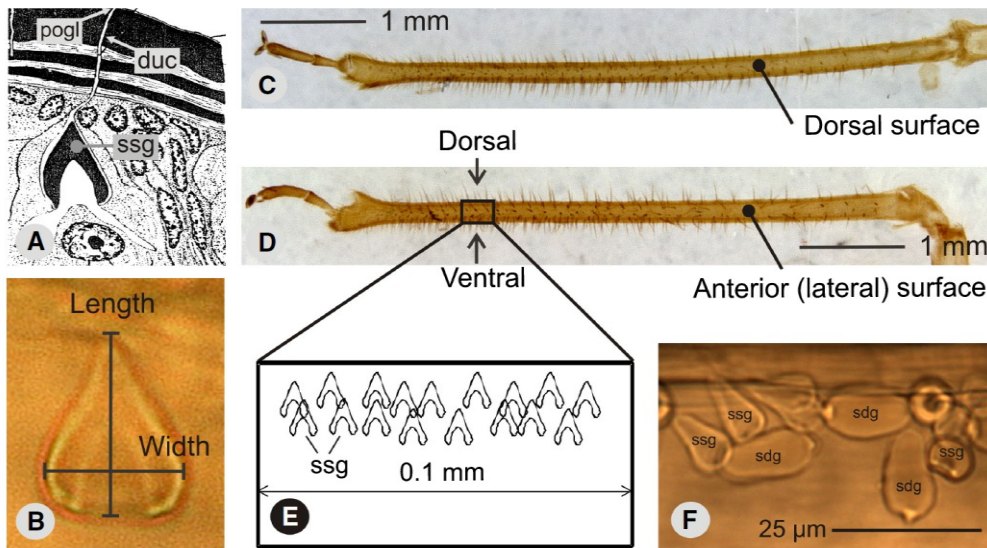 pogl
duc
ssg
A
Length
Width
B
1 mm
C
Dorsal surface
Dorsal
D
1 mm
Ventral
Anterior (lateral) surface
ssg
0.1 mm
E
ssg
ssg
sdg
sdg
sdg
ssg
F
25 µm